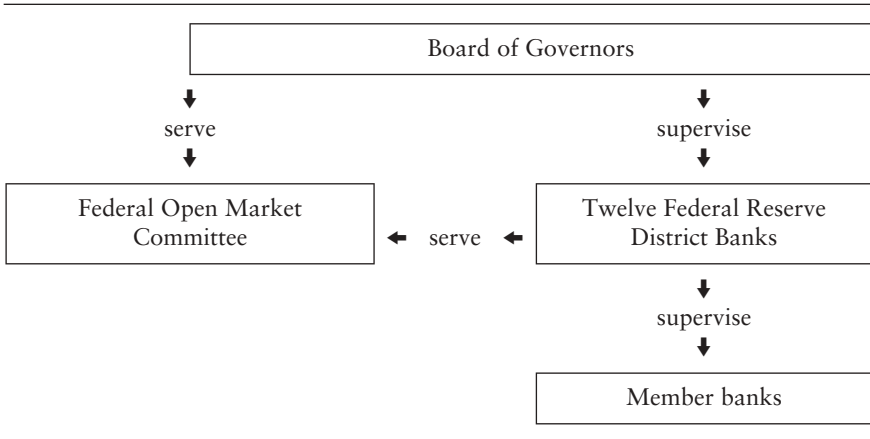 Board of Governors
serve
supervise
Federal Open Market
Committee
serve
Twelve Federal Reserve
District Banks
supervise
Member banks